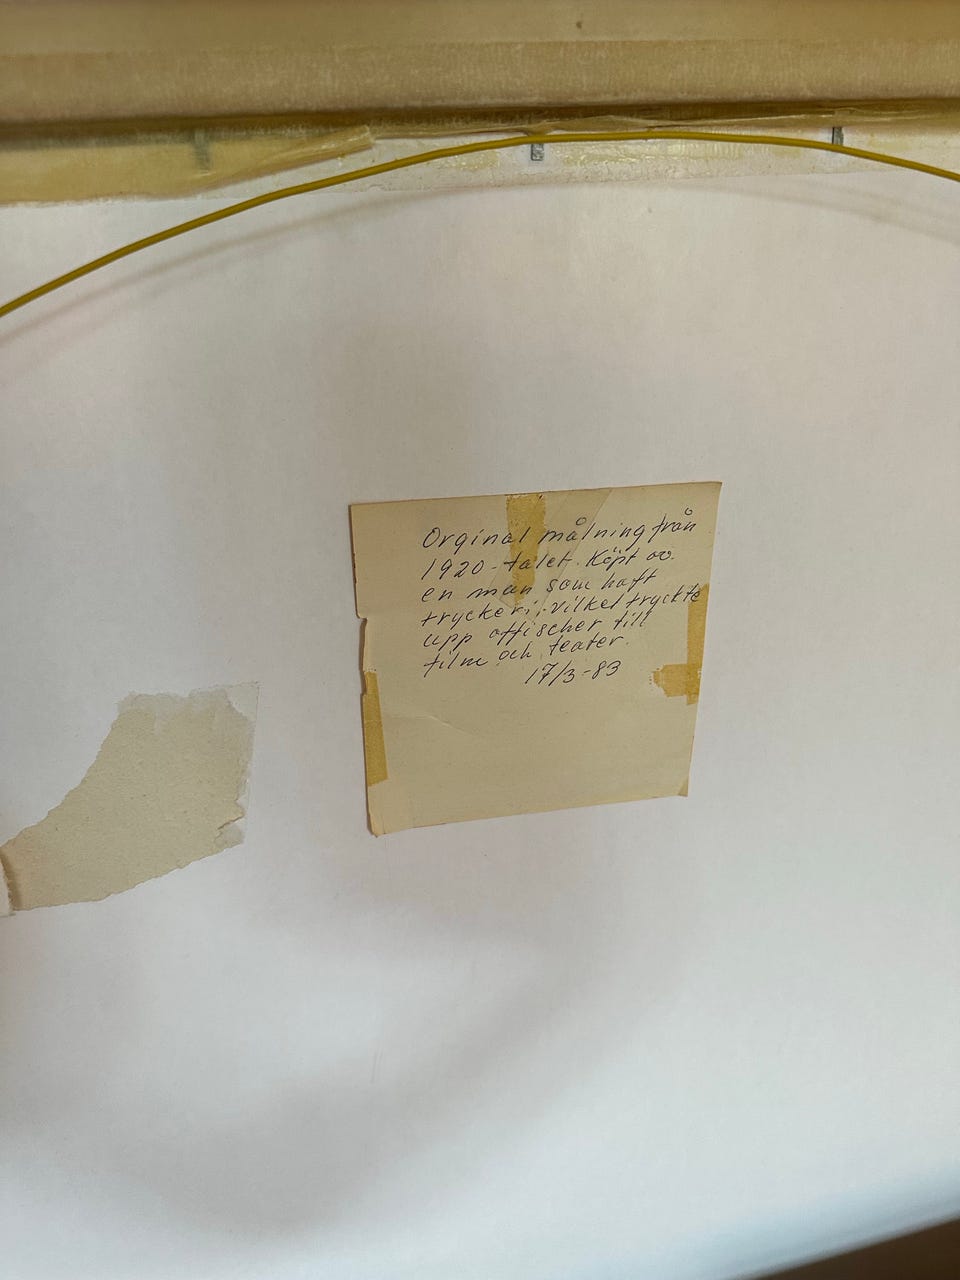 Orginal målning från
1920-talet. Köpt av
en man som haft
tryckeri, vilket tryckte
upp affischer till
film och teater.
17/3-83